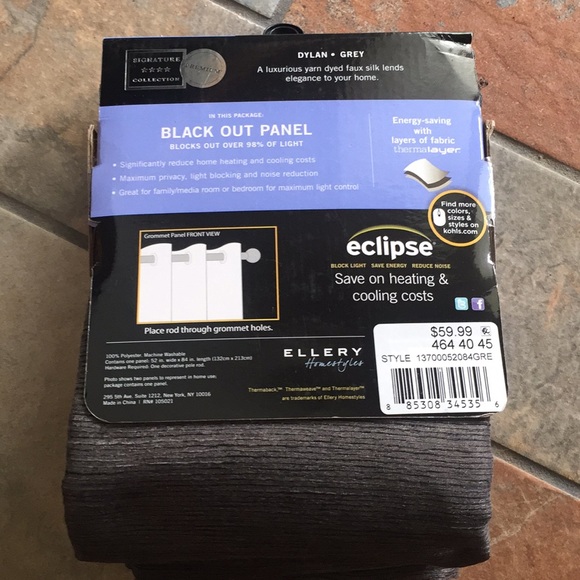 SIGNATURE
★★★★
COLLECTION
PREMIUM
DYLAN • GREY
A luxurious yarn dyed faux silk lends
elegance to your home.
IN THIS PACKAGE:
BLACK OUT PANEL
BLOCKS OUT OVER 98% OF LIGHT
• Significantly reduce home heating and cooling costs
• Maximum privacy, light blocking and noise reduction
• Great for family/media room or bedroom for maximum light control
Energy-saving
with
layers of fabric
thermalayer
Find more
colors,
sizes &
styles on
kohls.com
Grommet Panel FRONT VIEW
Place rod through grommet holes.
eclipse
BLOCK LIGHT SAVE ENERGY REDUCE NOISE
Save on heating &
cooling costs
100% Polyester. Machine Washable
Contains one panel: 52 in. wide x 84 in. length (132cm x 213cm)
Hardware Required: One decorative pole rod.
Photo shows two panels to represent in home use.
package contains one panel.
295 5th Ave. Suite 1212, New York, NY 10016
Made in China | RN# 105021
ELLERY
Homestyles
Thermaback,™ Thermaweave™ and Thermalayer™
are trademarks of Ellery Homestyles
$59.99
464 40 45
STYLE 13700052084GRE
8 85308 34535 6